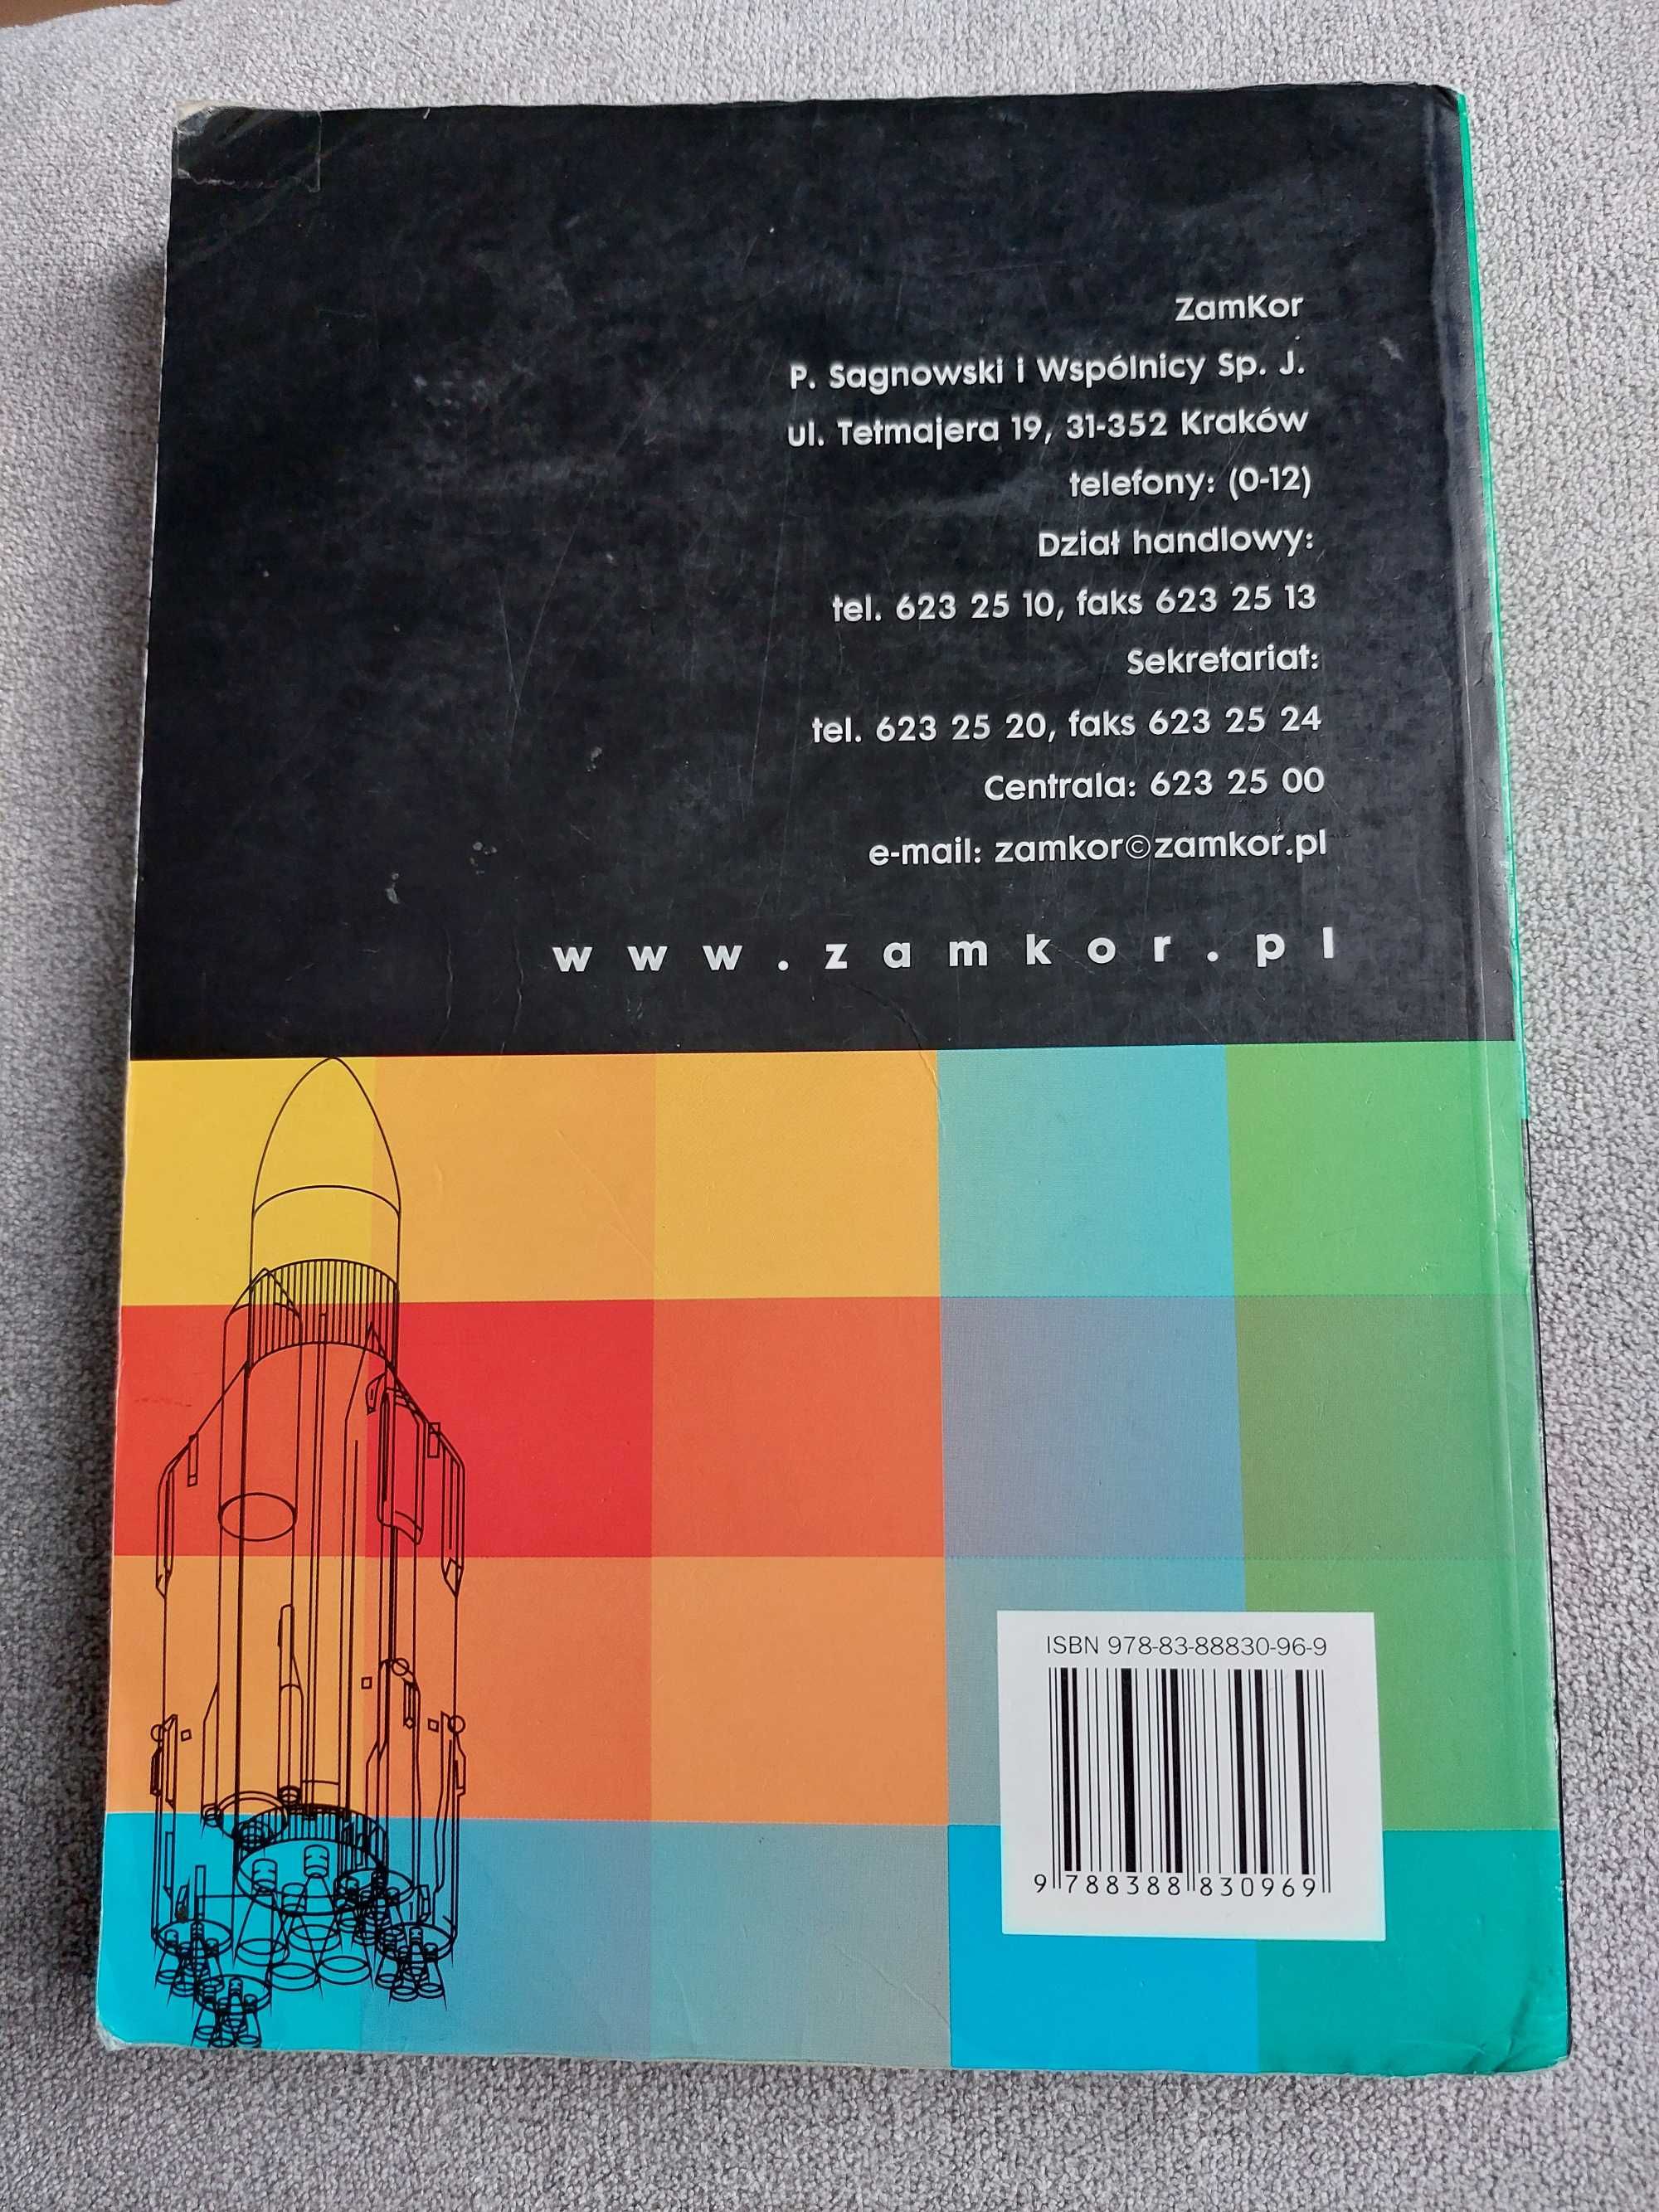 ZamKor
P. Sagnowski i Wspólnicy Sp. J.
ul. Tetmajera 19, 31-352 Kraków
telefony: (0-12)
Dział handlowy:
tel. 623 25 10, faks 623 25 13
Sekretariat:
tel. 623 25 20, faks 623 25 24
Centrala: 623 25 00
e-mail: zamkor©zamkor.pl
www.zamkor.pl
ISBN 978-83-88830-96-9
9 788388 830969